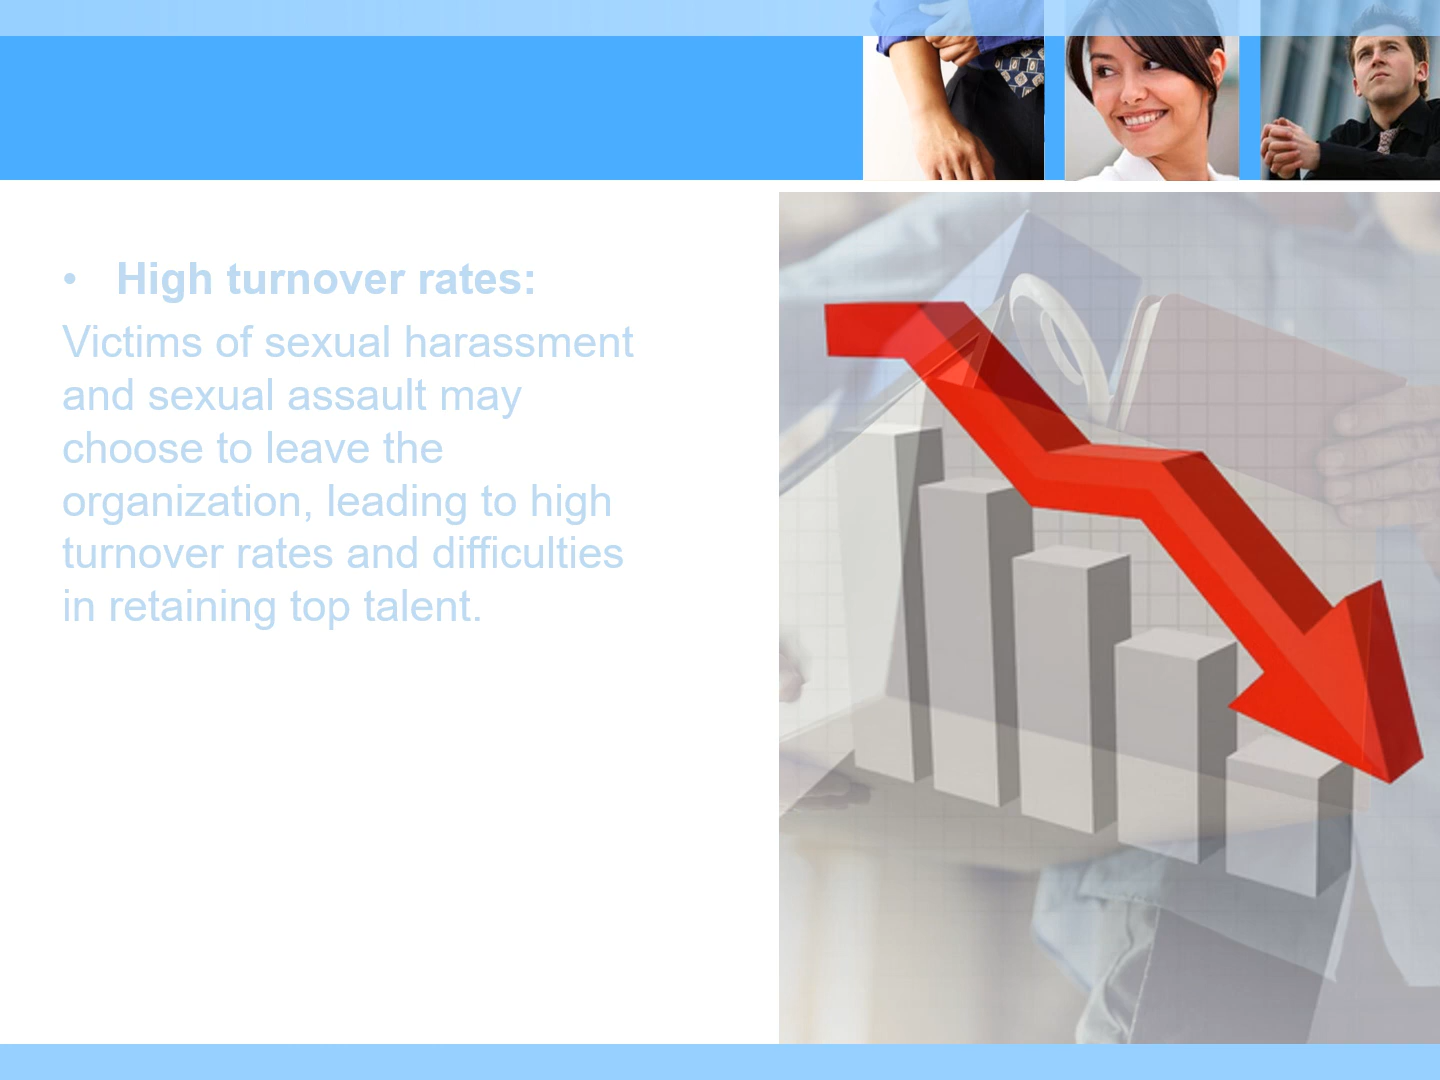 • High turnover rates:
Victims of sexual harassment
and sexual assault may
choose to leave the
organization, leading to high
turnover rates and difficulties
in retaining top talent.